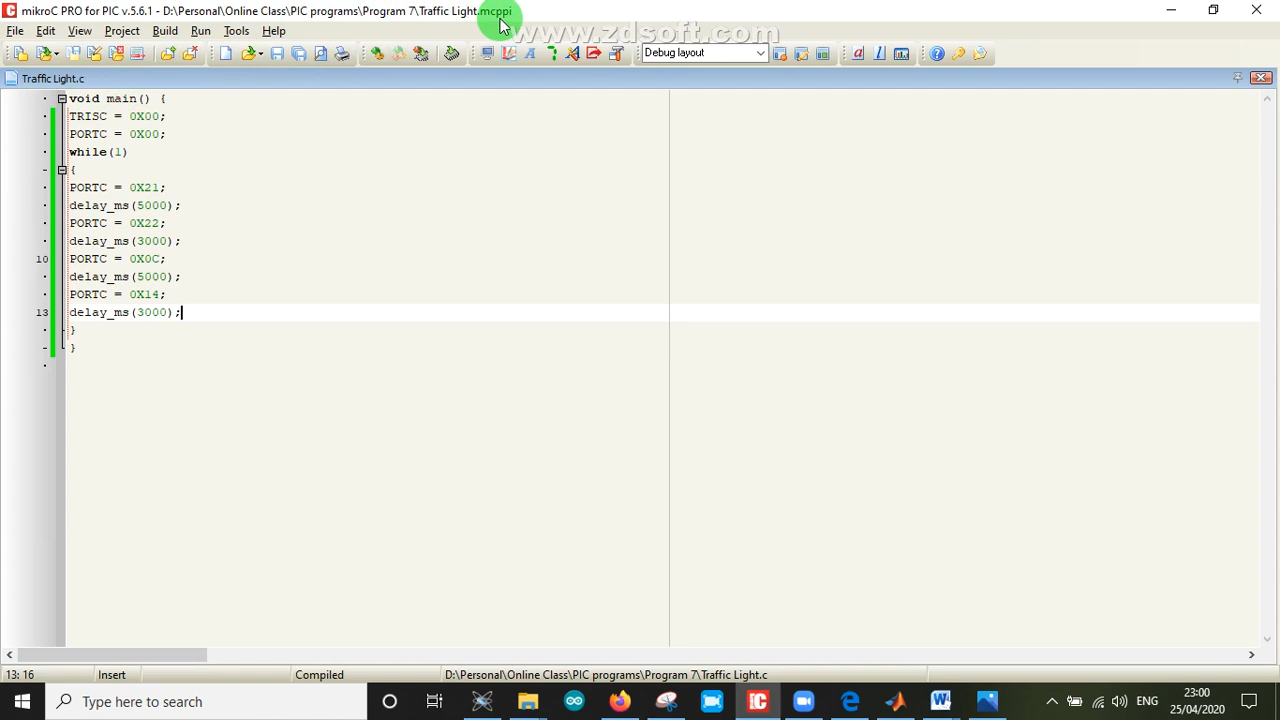 mikroC PRO for PIC v.5.6.1 - D:\Personal\Online Class\PIC programs\Program 7\Traffic Light.mcppi
www.zdsoft.com
File Edit View Project Build Run Tools Help
Debug layout
Traffic Light.c
void main() {
TRISC = 0X00;
PORTC = 0X00;
while(1)
{
PORTC = 0X21;
delay_ms(5000);
PORTC = 0X22;
delay_ms(3000);
10 PORTC = 0X0C;
delay_ms(5000);
PORTC = 0X14;
13 delay_ms(3000);
}
}
13: 16 Insert Compiled D:\Personal\Online Class\PIC programs\Program 7\Traffic Light.c
Type here to search
ENG
23:00
25/04/2020